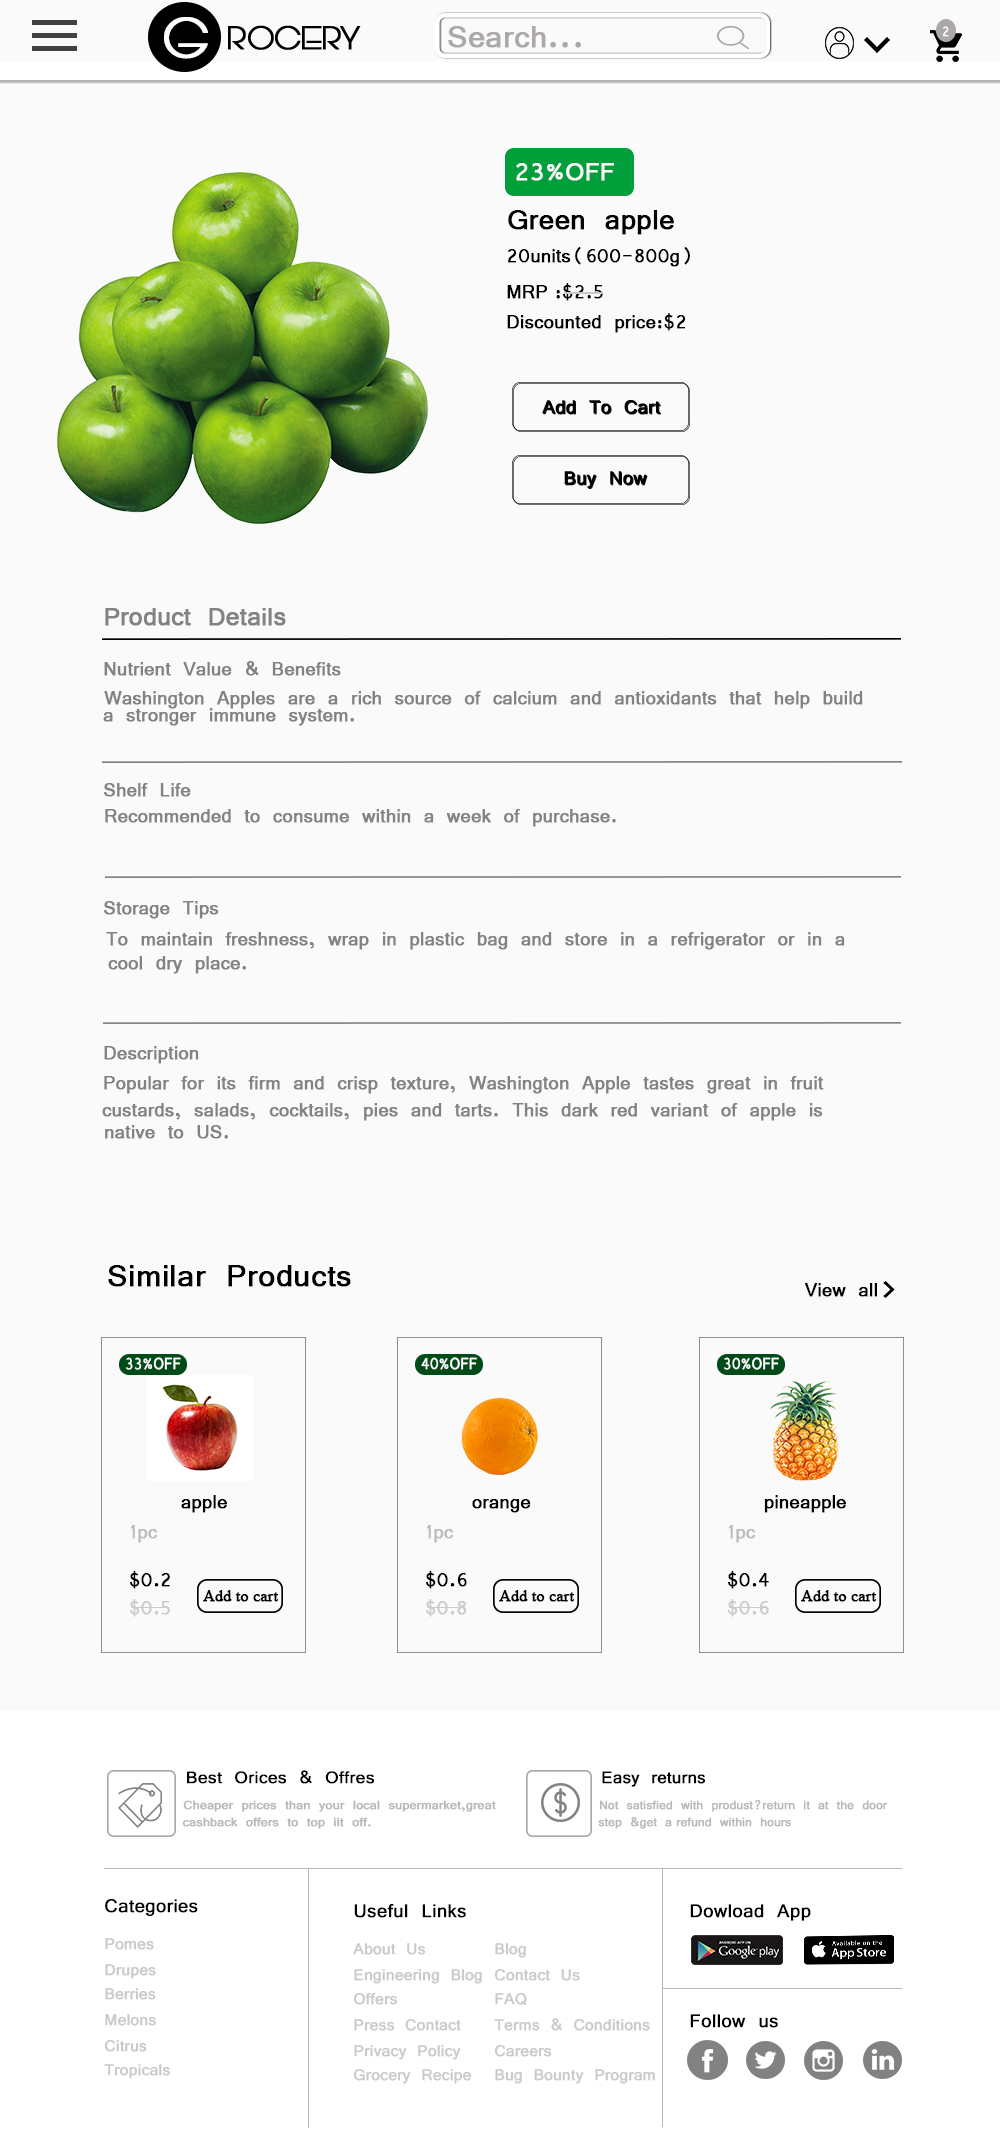 GROCERY
Search...
2
23%OFF
Green apple
20units(600-800g)
MRP :$2.5
Discounted price:$2
Add To Cart
Buy Now
Product Details
Nutrient Value & Benefits
Washington Apples are a rich source of calcium and antioxidants that help build
a stronger immune system.
Shelf Life
Recommended to consume within a week of purchase.
Storage Tips
To maintain freshness, wrap in plastic bag and store in a refrigerator or in a
cool dry place.
Description
Popular for its firm and crisp texture, Washington Apple tastes great in fruit
custards, salads, cocktails, pies and tarts. This dark red variant of apple is
native to US.
Similar Products
View all
33%OFF
apple
1pc
$0.2
$0.5
Add to cart
40%OFF
orange
1pc
$0.6
$0.8
Add to cart
30%OFF
pineapple
1pc
$0.4
$0.6
Add to cart
Best Orices & Offres
Cheaper prices than your local supermarket,great
cashback offers to top iit off.
Easy returns
Not satisfied with produst?return it at the door
step &get a refund within hours
Categories
Pomes
Drupes
Berries
Melons
Citrus
Tropicals
Useful Links
About Us
Engineering Blog
Offers
Press Contact
Privacy Policy
Grocery Recipe
Blog
Contact Us
FAQ
Terms & Conditions
Careers
Bug Bounty Program
Dowload App
ANDROID APP ON
Google play
Available on the
App Store
Follow us
f
in